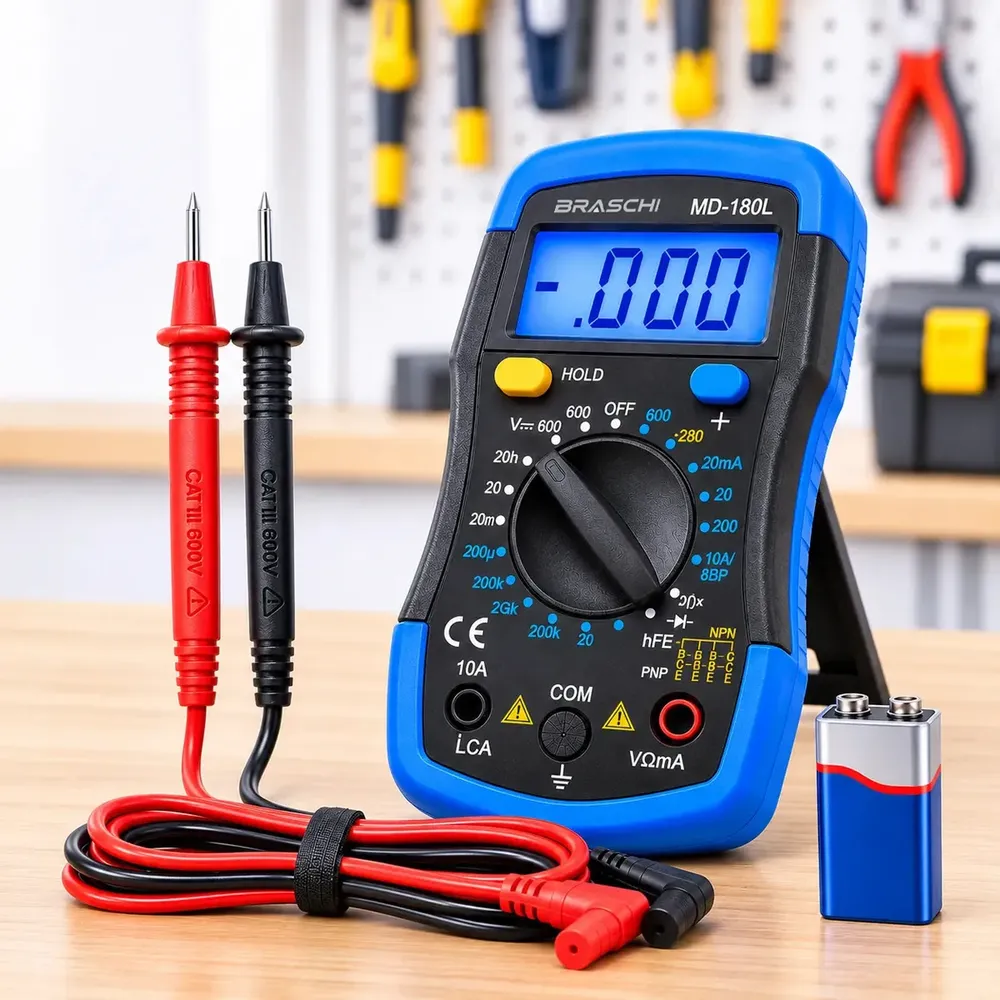 BRASCHI MD-180L
- .000
HOLD
+
V⎓ 600
600
OFF
600
·280
20h
20mA
20
20
20m
200
200µ
10A/
8BP
200k
2Gk
200k
20
hFE
NPN
PNP
B-B-B-C
C-B-B-C
E E E E
CE
10A
COM
LCA
VΩmA
CAT III 600V
CAT III 600V